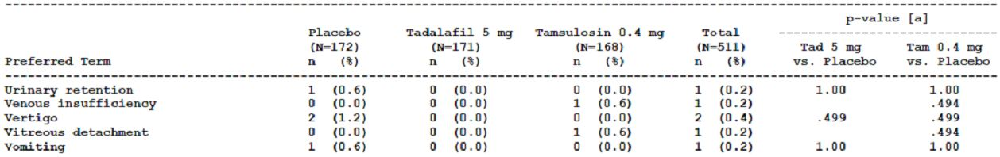 p-value [a]
Placebo Tadalafil 5 mg Tamsulosin 0.4 mg Total
(N=172) (N=171) (N=168) (N=511) Tad 5 mg Tam 0.4 mg
Preferred Term n (%) n (%) n (%) n (%) vs. Placebo vs. Placebo
Urinary retention 1 (0.6) 0 (0.0) 0 (0.0) 1 (0.2) 1.00 1.00
Venous insufficiency 0 (0.0) 0 (0.0) 1 (0.6) 1 (0.2) .494
Vertigo 2 (1.2) 0 (0.0) 0 (0.0) 2 (0.4) .499 .499
Vitreous detachment 0 (0.0) 0 (0.0) 1 (0.6) 1 (0.2) .494
Vomiting 1 (0.6) 0 (0.0) 0 (0.0) 1 (0.2) 1.00 1.00